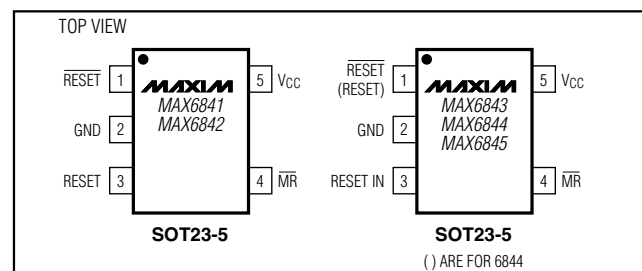 TOP VIEW
RESET 1
MAXIM
MAX6841
MAX6842
5 VCC
GND 2
RESET 3
4 MR
SOT23-5
RESET
(RESET) 1
MAXIM
MAX6843
MAX6844
MAX6845
5 VCC
GND 2
RESET IN 3
4 MR
SOT23-5
( ) ARE FOR 6844